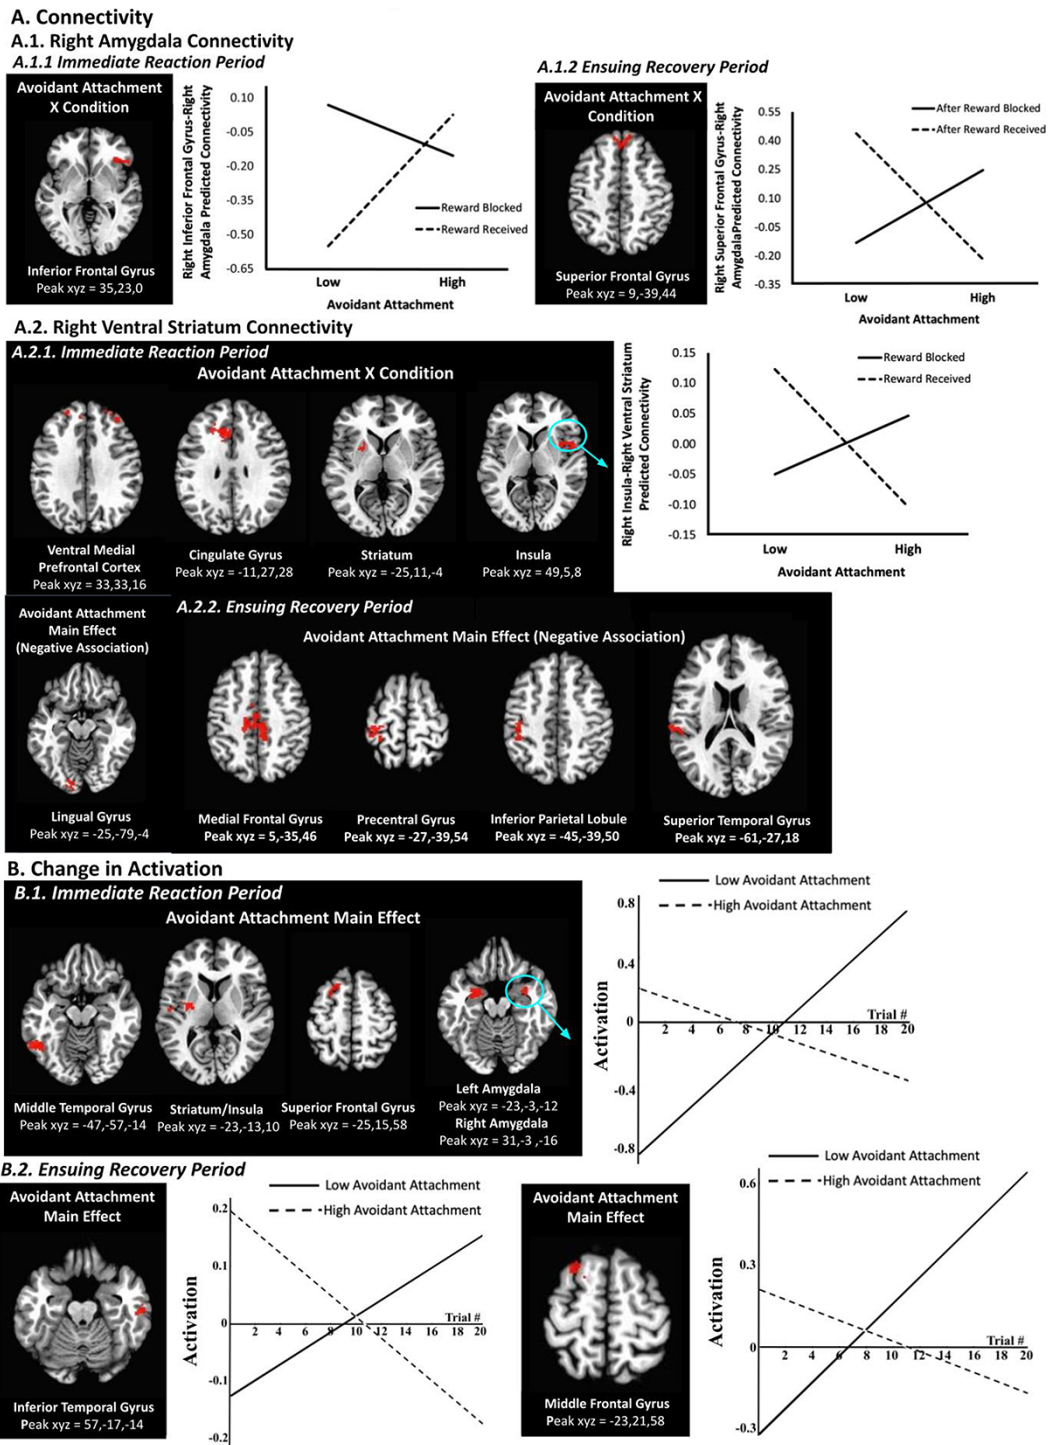 A. Connectivity
A.1. Right Amygdala Connectivity
A.1.1 Immediate Reaction Period
Avoidant Attachment
X Condition
Inferior Frontal Gyrus
Peak xyz = 35,23,0
Right Inferior Frontal Gyrus-Right
Amygdala Predicted Connectivity
0.10
-0.05
-0.20
-0.35
-0.50
-0.65
Reward Blocked
Reward Received
Low
High
Avoidant Attachment
A.1.2 Ensuing Recovery Period
Avoidant Attachment X
Condition
Superior Frontal Gyrus
Peak xyz = 9,-39,44
Right Superior Frontal Gyrus-Right
AmygdalaPredicted Connectivity
0.55
0.40
0.25
0.10
-0.05
-0.20
-0.35
After Reward Blocked
After Reward Received
Low
High
Avoidant Attachment
A.2. Right Ventral Striatum Connectivity
A.2.1. Immediate Reaction Period
Avoidant Attachment X Condition
Ventral Medial
Prefrontal Cortex
Peak xyz = 33,33,16
Cingulate Gyrus
Peak xyz = -11,27,28
Striatum
Peak xyz = -25,11,-4
Insula
Peak xyz = 49,5,8
Right Insula-Right Ventral Striatum
Predicted Connectivity
0.15
0.10
0.05
0.00
-0.05
-0.10
-0.15
Reward Blocked
Reward Received
Low
High
Avoidant Attachment
Avoidant Attachment
Main Effect
(Negative Association)
Lingual Gyrus
Peak xyz = -25,-79,-4
A.2.2. Ensuing Recovery Period
Avoidant Attachment Main Effect (Negative Association)
Medial Frontal Gyrus
Peak xyz = 5,-35,46
Precentral Gyrus
Peak xyz = -27,-39,54
Inferior Parietal Lobule
Peak xyz = -45,-39,50
Superior Temporal Gyrus
Peak xyz = -61,-27,18
B. Change in Activation
B.1. Immediate Reaction Period
Avoidant Attachment Main Effect
Middle Temporal Gyrus
Peak xyz = -47,-57,-14
Striatum/Insula
Peak xyz = -23,-13,10
Superior Frontal Gyrus
Peak xyz = -25,15,58
Left Amygdala
Peak xyz = -23,-3,-12
Right Amygdala
Peak xyz = 31,-3 ,-16
Low Avoidant Attachment
High Avoidant Attachment
Activation
0.8
0.4
0
-0.4
-0.8
Trial #
2 4 6 8 10 12 14 16 18 20
B.2. Ensuing Recovery Period
Avoidant Attachment
Main Effect
Inferior Temporal Gyrus
Peak xyz = 57,-17,-14
Low Avoidant Attachment
High Avoidant Attachment
Activation
0.2
0.1
0
-0.1
-0.2
Trial #
2 4 6 8 10 12 14 16 18 20
Avoidant Attachment
Main Effect
Middle Frontal Gyrus
Peak xyz = -23,21,58
Low Avoidant Attachment
High Avoidant Attachment
Activation
0.6
0.3
0
-0.3
Trial #
2 4 6 8 10 12 14 16 18 20